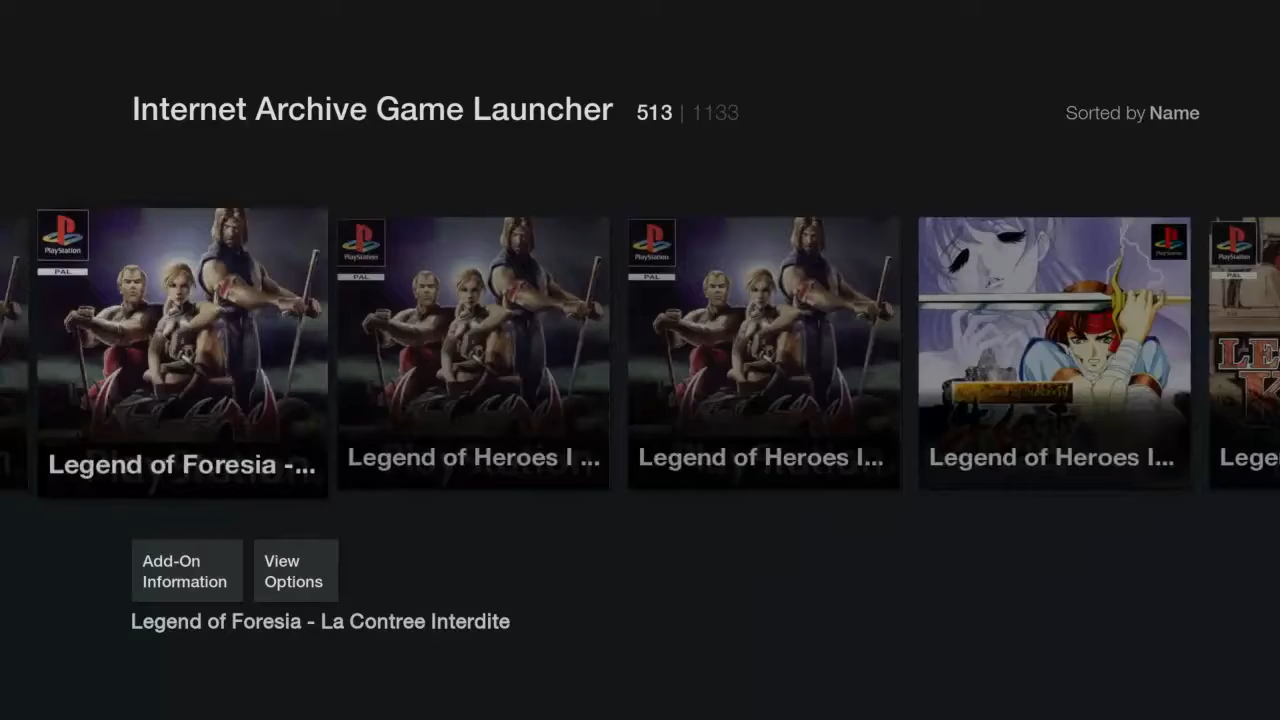 Internet Archive Game Launcher 513 | 1133
Sorted by Name
PlayStation
PAL
Legend of Foresia -...
PlayStation
PAL
Legend of Heroes I ...
PlayStation
PAL
Legend of Heroes I...
PlayStation
Legend of Heroes I...
PlayStation
PAL
LE
K
Lege
Add-On
Information
View
Options
Legend of Foresia - La Contree Interdite